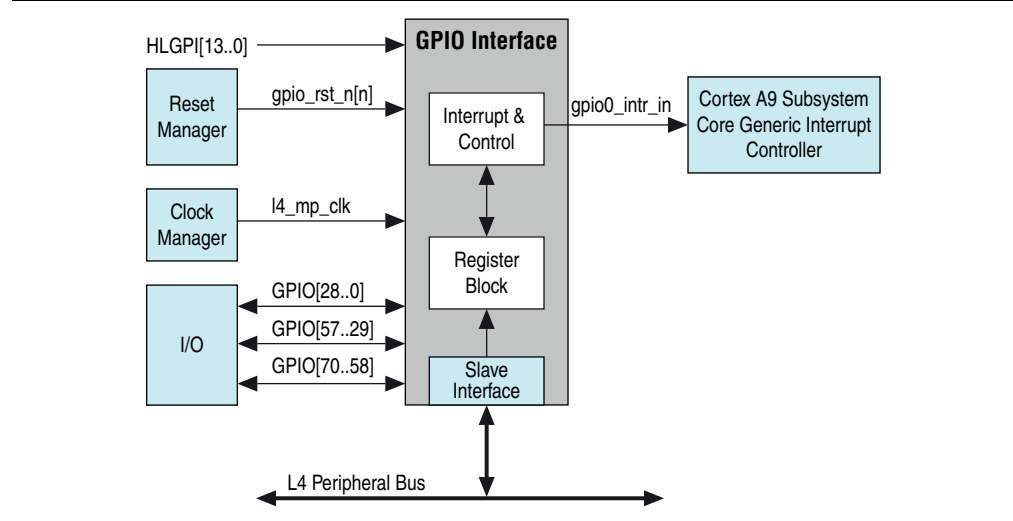 GPIO Interface
HLGPI[13..0]
Reset
Manager
gpio_rst_n[n]
Interrupt &
Control
gpio0_intr_in
Cortex A9 Subsystem
Core Generic Interrupt
Controller
Clock
Manager
l4_mp_clk
Register
Block
I/O
GPIO[28..0]
GPIO[57..29]
GPIO[70..58]
Slave
Interface
L4 Peripheral Bus